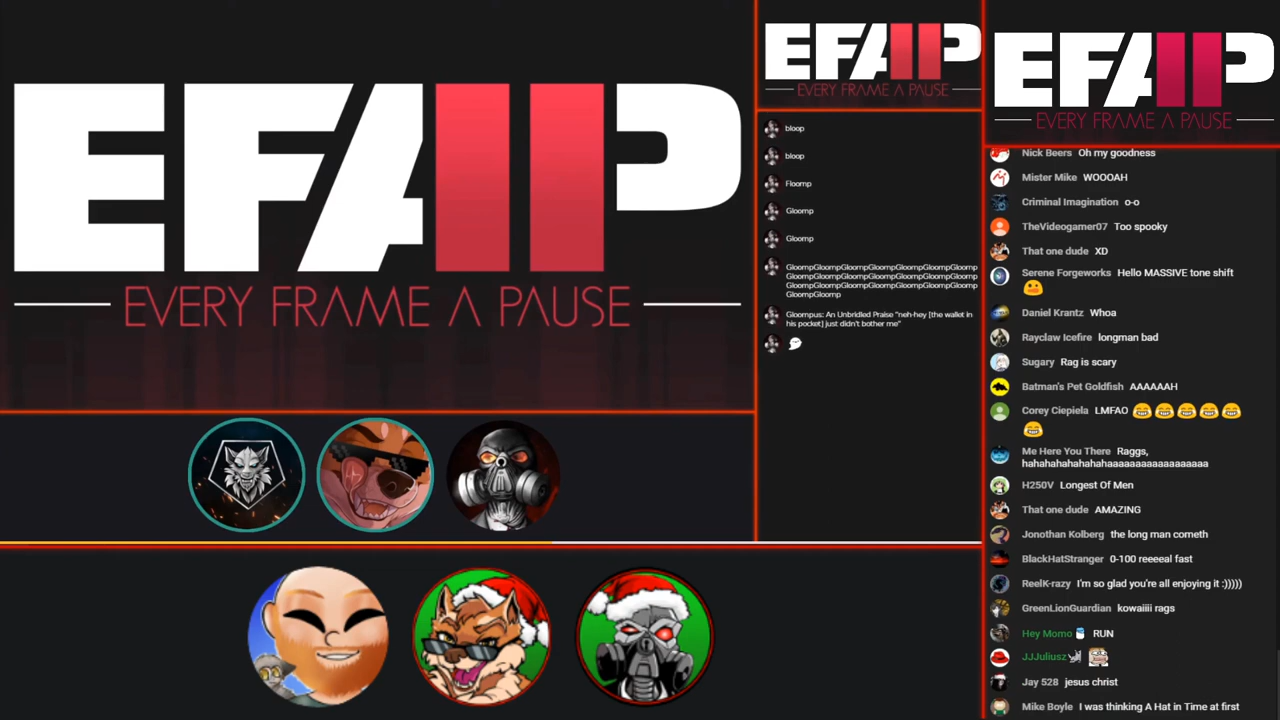 EFAP
EVERY FRAME A PAUSE
EFAP
EVERY FRAME A PAUSE
bloop
bloop
Floomp
Gloomp
Gloomp
GloompGloompGloompGloompGloompGloompGloomp
GloompGloompGloompGloompGloompGloompGloomp
GloompGloompGloompGloompGloompGloompGloomp
GloompGloomp
Gloompus: An Unbridled Praise "neh-hey [the wallet in
his pocket] just didn't bother me"
EFAP
EVERY FRAME A PAUSE
Nick Beers Oh my goodness
Mister Mike WOOOAH
Criminal Imagination o-o
TheVideogamer07 Too spooky
That one dude XD
Serene Forgeworks Hello MASSIVE tone shift
Daniel Krantz Whoa
Rayclaw Icefire longman bad
Sugary Rag is scary
Batman's Pet Goldfish AAAAAAH
Corey Ciepiela LMFAO 😂😂😂😂😂
😂
Me Here You There Raggs,
hahahahahahahahaaaaaaaaaaaaaaaaaa
H250V Longest Of Men
That one dude AMAZING
Jonothan Kolberg the long man cometh
BlackHatStranger 0-100 reeeeal fast
ReelK-razy I'm so glad you're all enjoying it :)))))
GreenLionGuardian kowaiiii rags
Hey Momo RUN
JJJuliusz
Jay 528 jesus christ
Mike Boyle I was thinking A Hat in Time at first